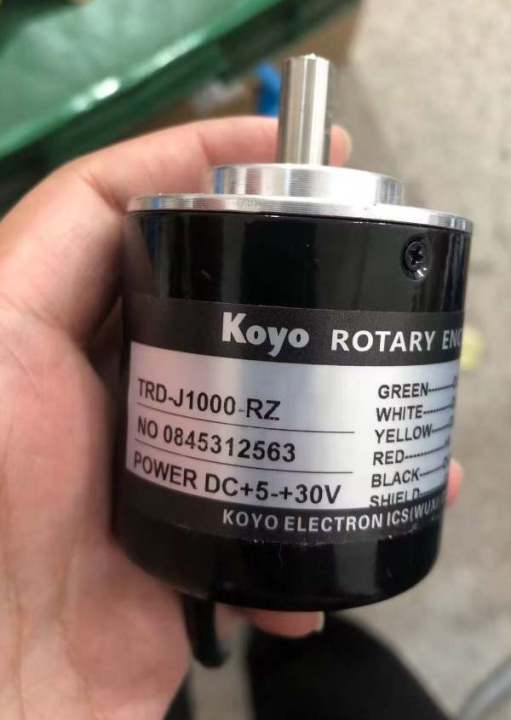 Koyo ROTARY
TRD-J1000-RZ
NO 0845312563
POWER DC+5-+30V
GREEN
WHITE
YELLOW
RED
BLACK
SHIELD
KOYO ELECTRON ICS(WUXI